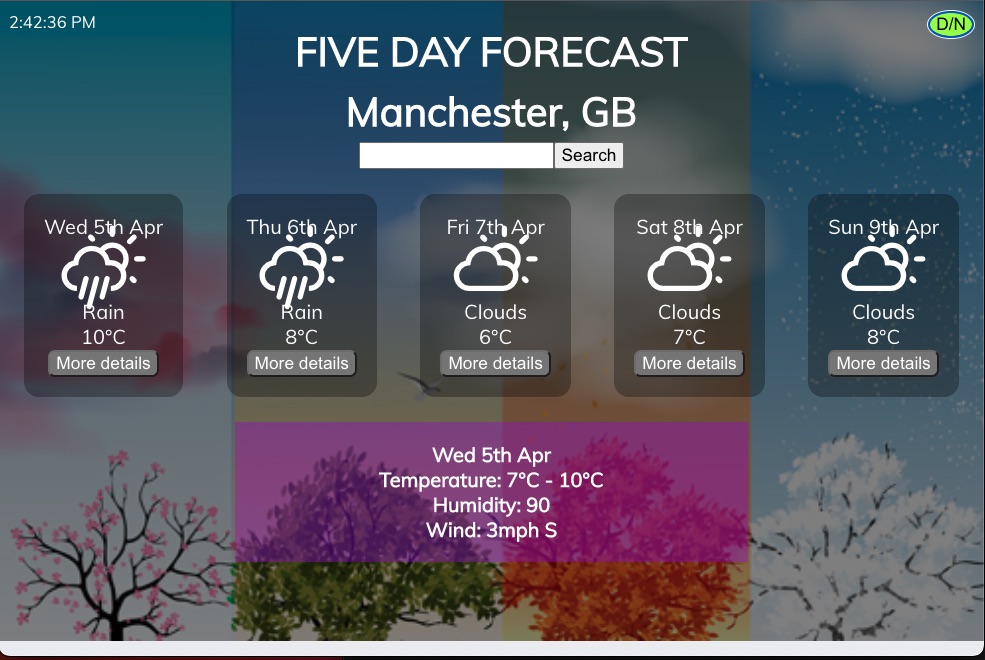 2:42:36 PM
D/N
FIVE DAY FORECAST
Manchester, GB
Search
Wed 5th Apr
Rain
10°C
More details
Thu 6th Apr
Rain
8°C
More details
Fri 7th Apr
Clouds
6°C
More details
Sat 8th Apr
Clouds
7°C
More details
Sun 9th Apr
Clouds
8°C
More details
Wed 5th Apr
Temperature: 7°C - 10°C
Humidity: 90
Wind: 3mph S